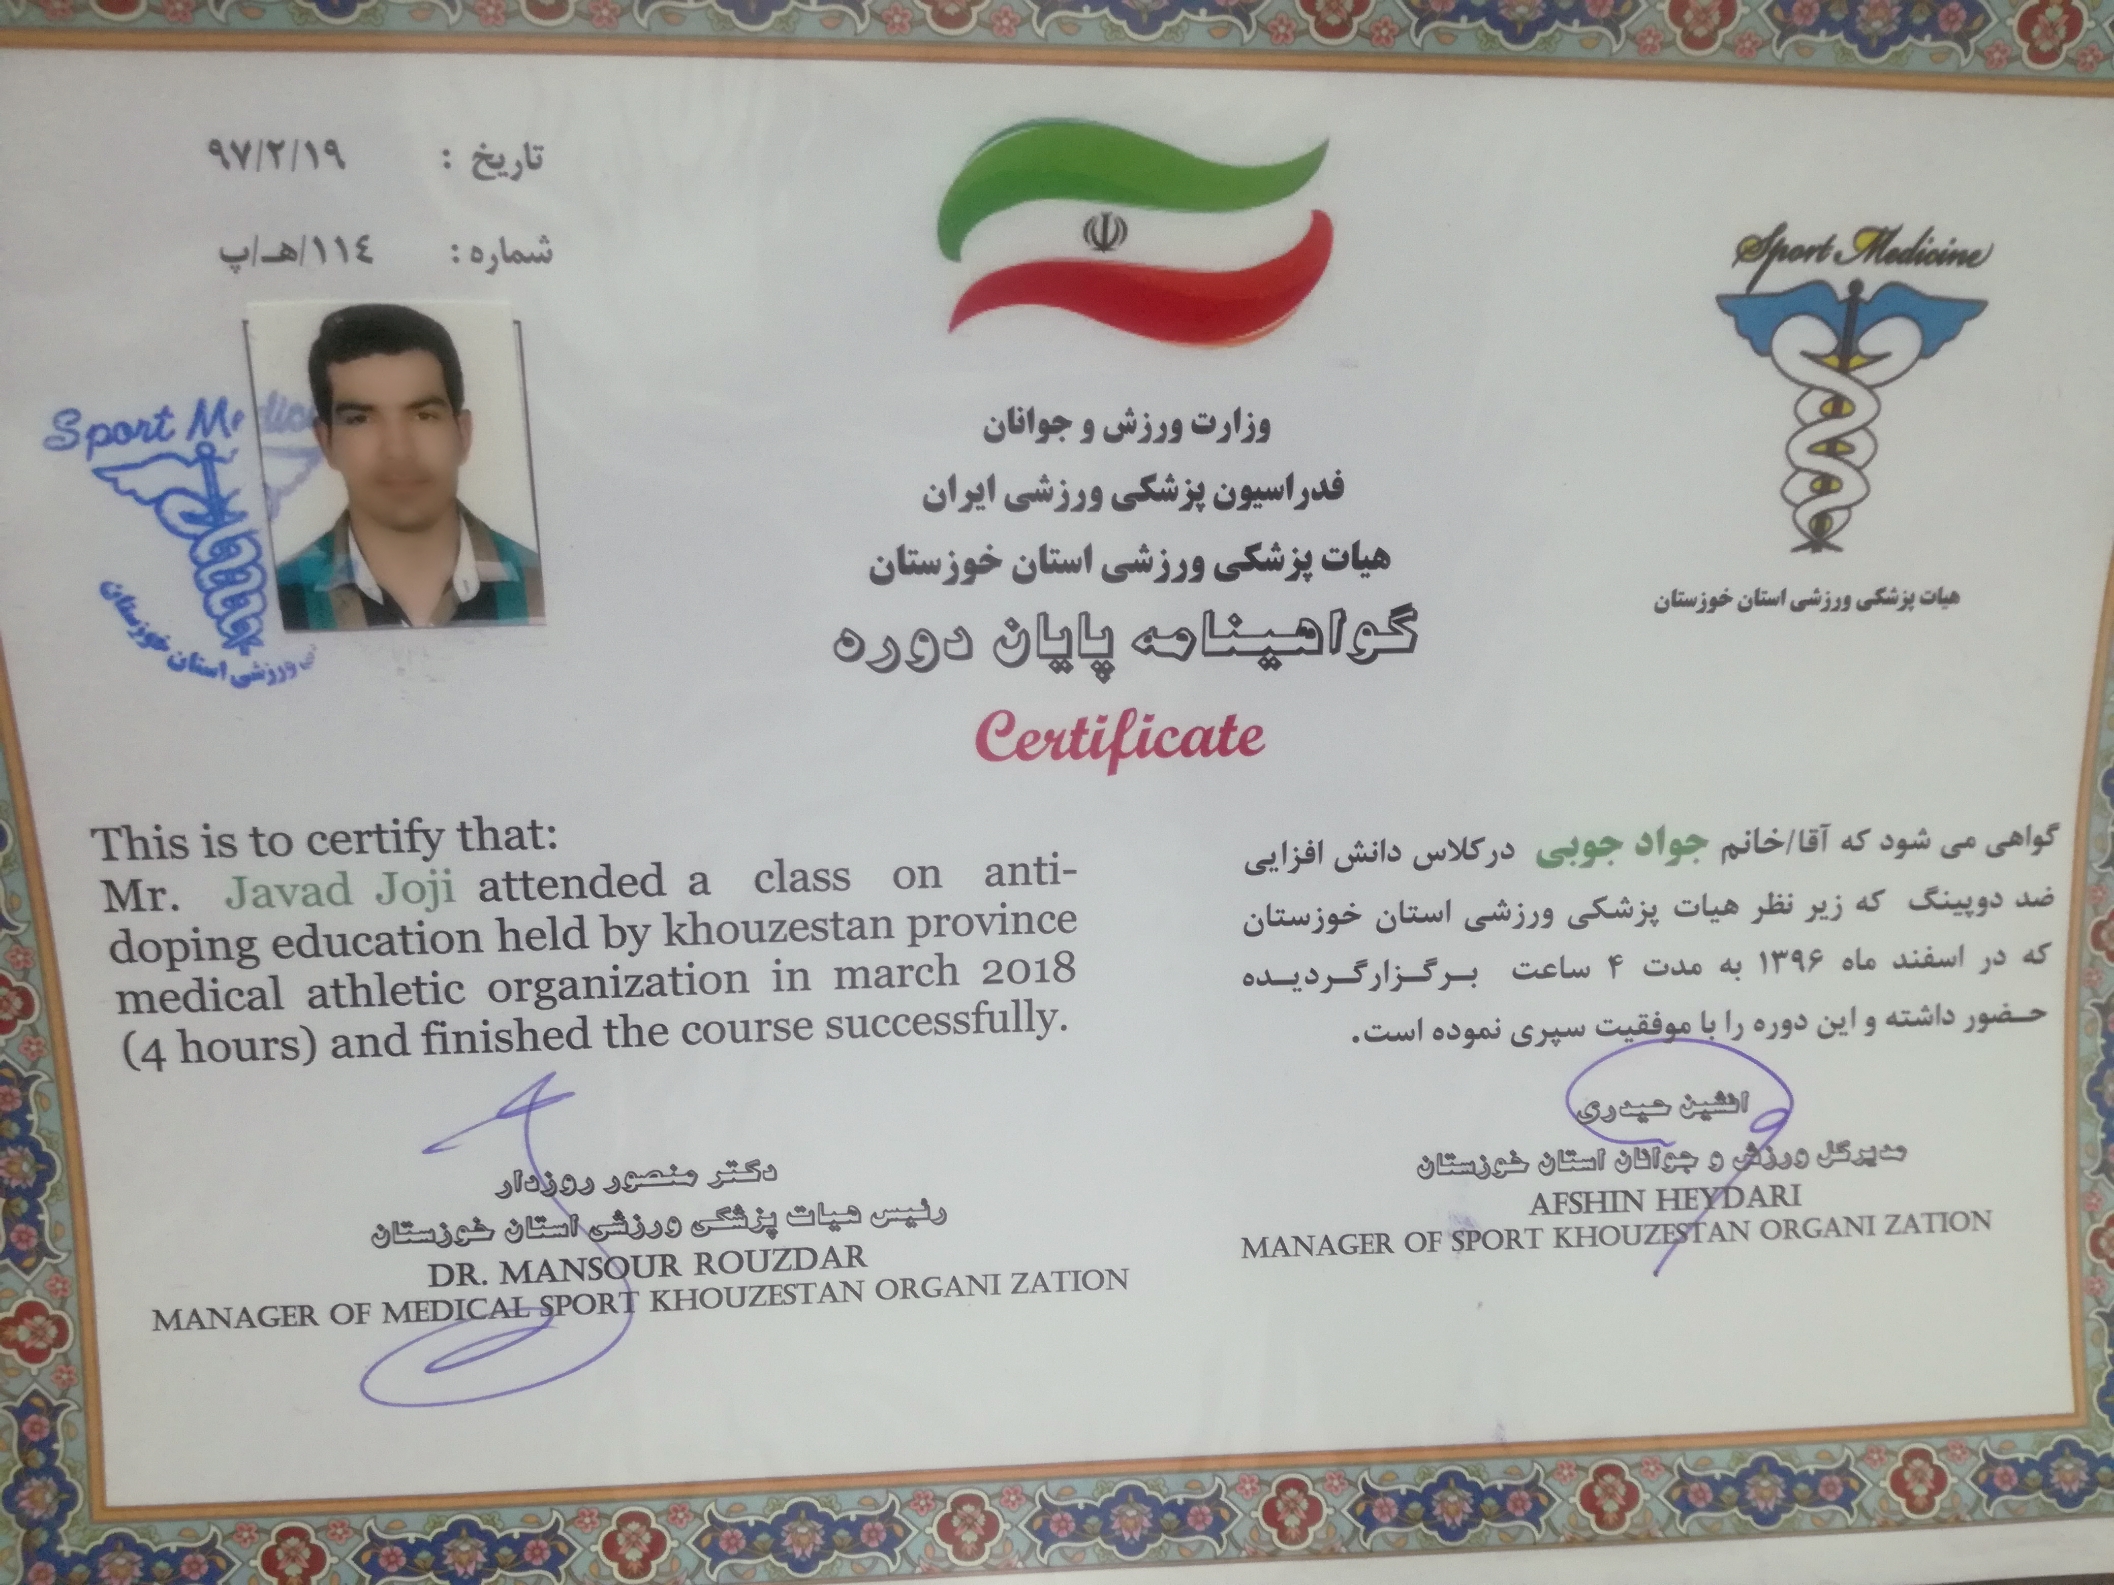 تاریخ : ۹۷/۲/۱۹
شماره : ۱۱٤/هـ/پ
Sport Medicine
وزارت ورزش و جوانان
فدراسیون پزشکی ورزشی ایران
هیات پزشکی ورزشی استان خوزستان
گواهینامه پایان دوره
Certificate
Sport Medicine
هیات پزشکی ورزشی استان خوزستان
ورزشی استان خوزستان
This is to certify that:
Mr. Javad Joji attended a class on anti-
doping education held by khouzestan province
medical athletic organization in march 2018
(4 hours) and finished the course successfully.
گواهی می شود که آقا/خانم جواد جوبی درکلاس دانش افزایی
ضد دوپینگ که زیر نظر هیات پزشکی ورزشی استان خوزستان
که در اسفند ماه ۱۳۹۶ به مدت ۴ ساعت برگزارگردیده
حضور داشته و این دوره را با موفقیت سپری نموده است.
دکتر منصور روزدار
رئیس هیات پزشکی ورزشی استان خوزستان
DR. MANSOUR ROUZDAR
MANAGER OF MEDICAL SPORT KHOUZESTAN ORGANI ZATION
افشین حیدری
مدیرکل ورزش و جوانان استان خوزستان
AFSHIN HEYDARI
MANAGER OF SPORT KHOUZESTAN ORGANI ZATION